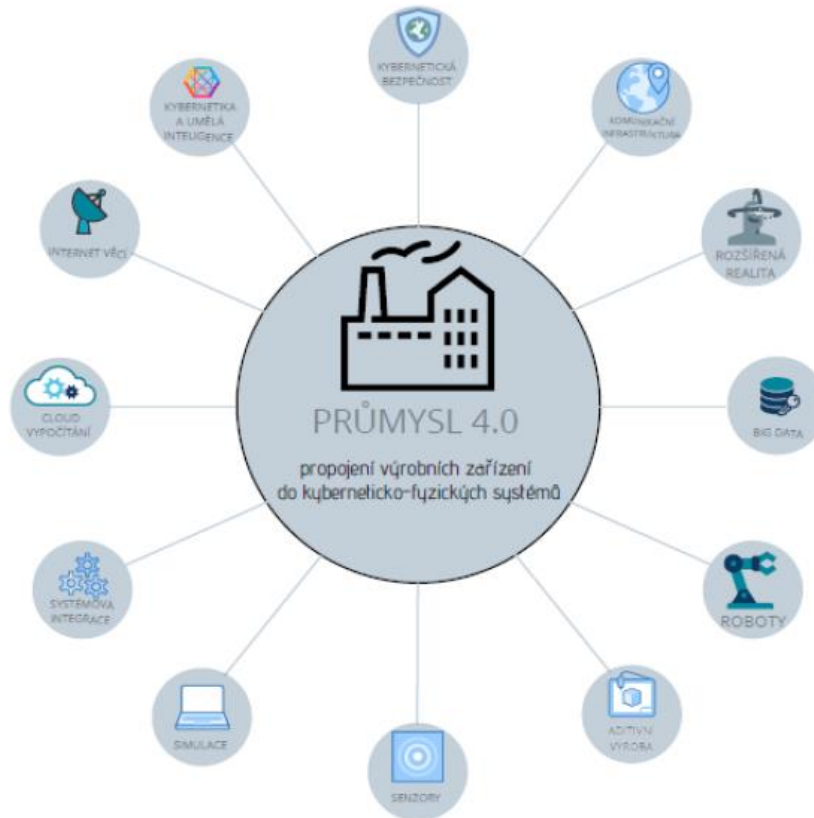 KYBERNETICKÁ
BEZPEČNOST
KOMUNIKAČNÍ
INFRASTRUKTURA
ROZŠÍŘENÁ
REALITA
BIG DATA
ROBOTY
ADITIVNÍ
VÝROBA
SENZORY
SIMULACE
SYSTÉMOVÁ
INTEGRACE
CLOUD
VYPOČÍTÁNÍ
INTERNET VĚCÍ
KYBERNETIKA
A UMĚLÁ
INTELIGENCE
PRŮMYSL 4.0
propojení výrobních zařízení
do kyberneticko-fyzických systémů